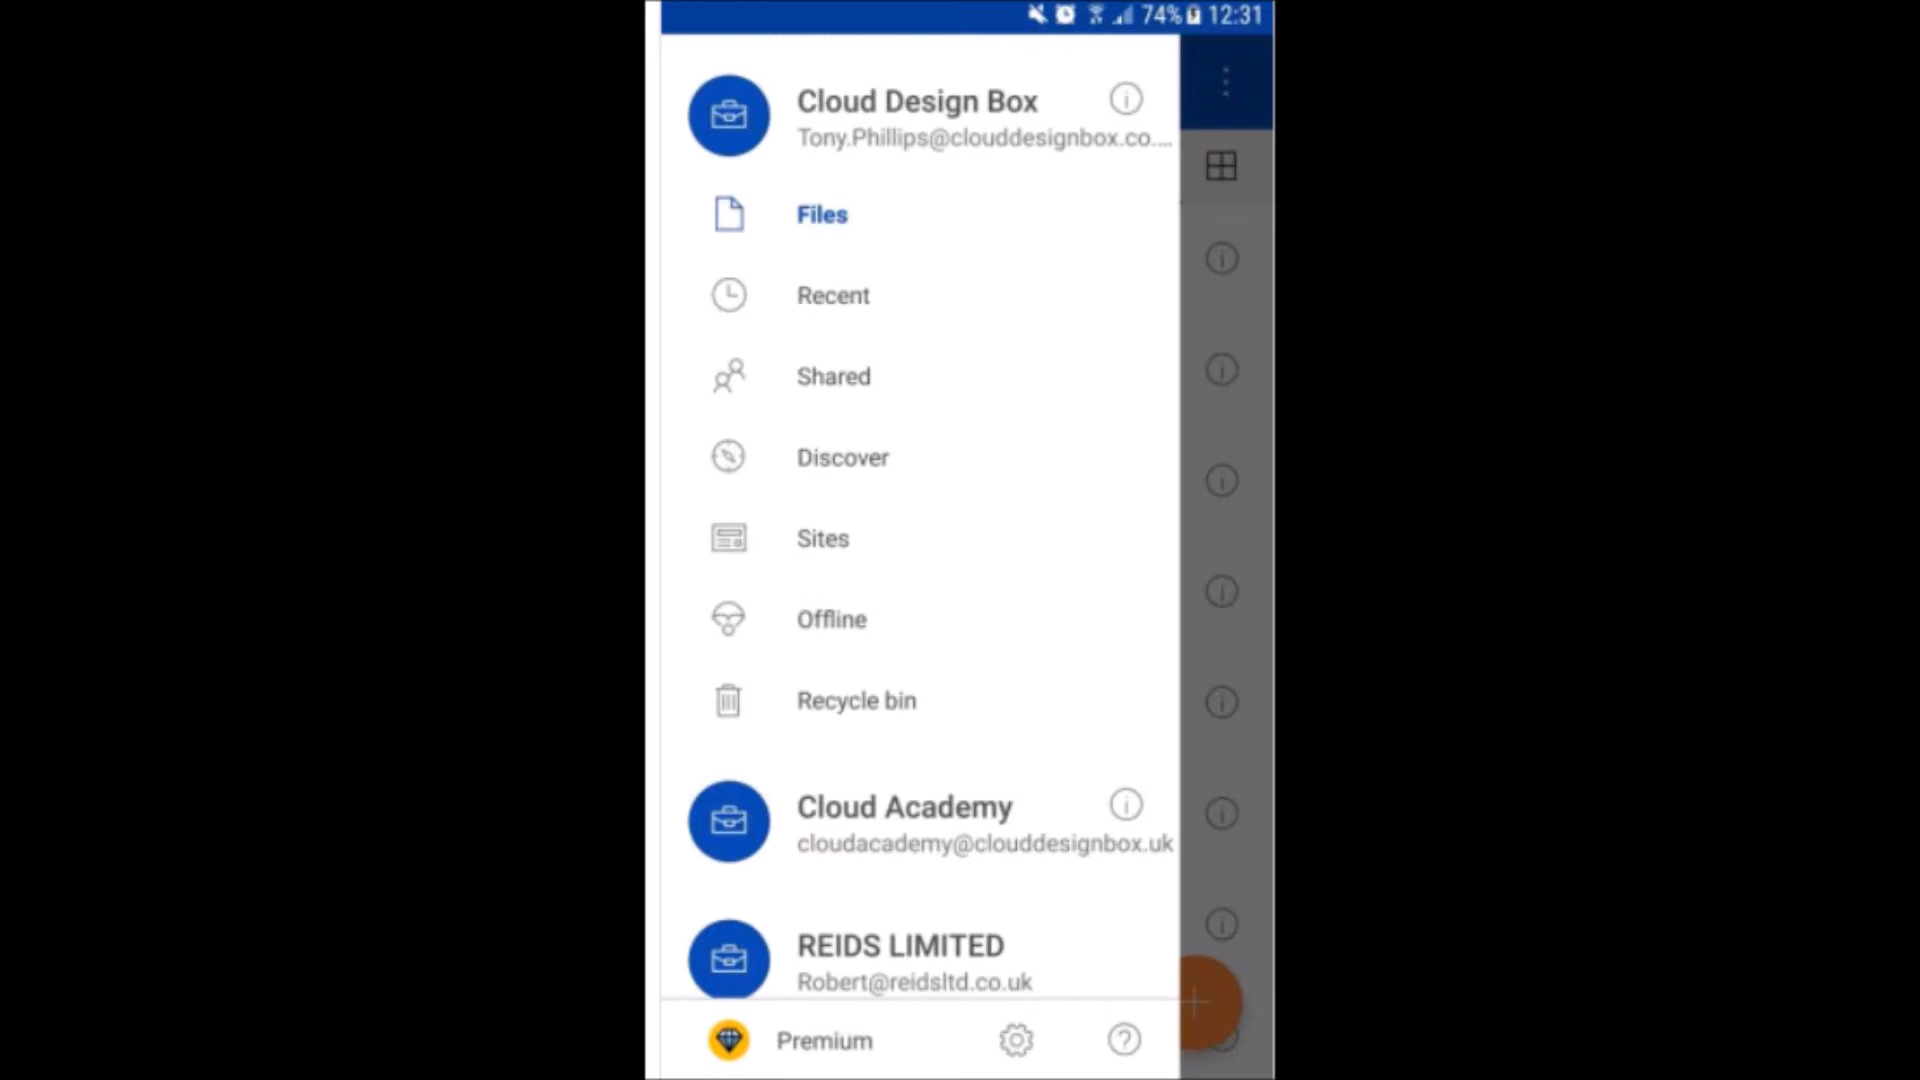 74% 12:31
Cloud Design Box
Tony.Phillips@clouddesignbox.co....
Files
Recent
Shared
Discover
Sites
Offline
Recycle bin
Cloud Academy
cloudacademy@clouddesignbox.uk
REIDS LIMITED
Robert@reidsltd.co.uk
Premium